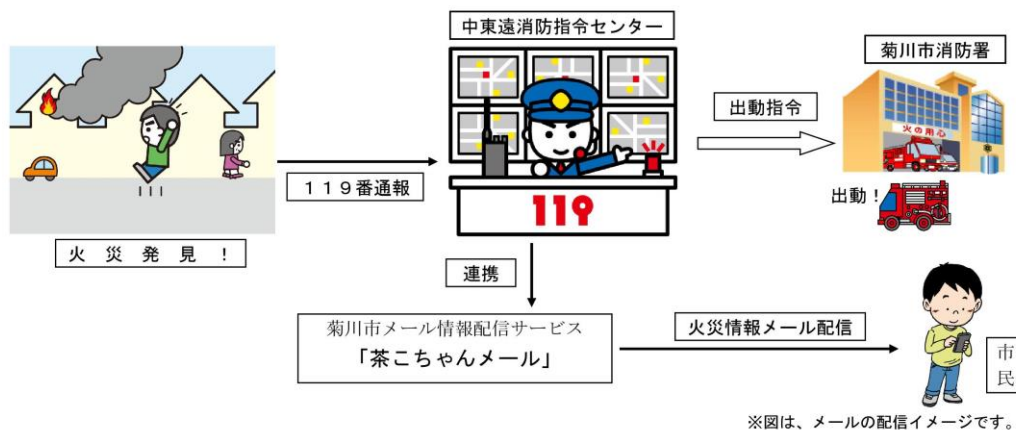 中東遠消防指令センター
菊川市消防署
出動指令
火の用心
１１９番通報
119
出動！
火災発見！
連携
菊川市メール情報配信サービス
「茶こちゃんメール」
火災情報メール配信
市
民
※図は、メールの配信イメージです。